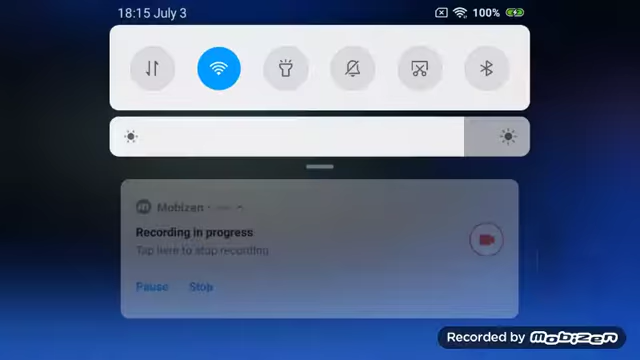 18:15 July 3
100%
Mobizen
Recording in progress
Tap here to stop recording
Pause Stop
Recorded by mobizen